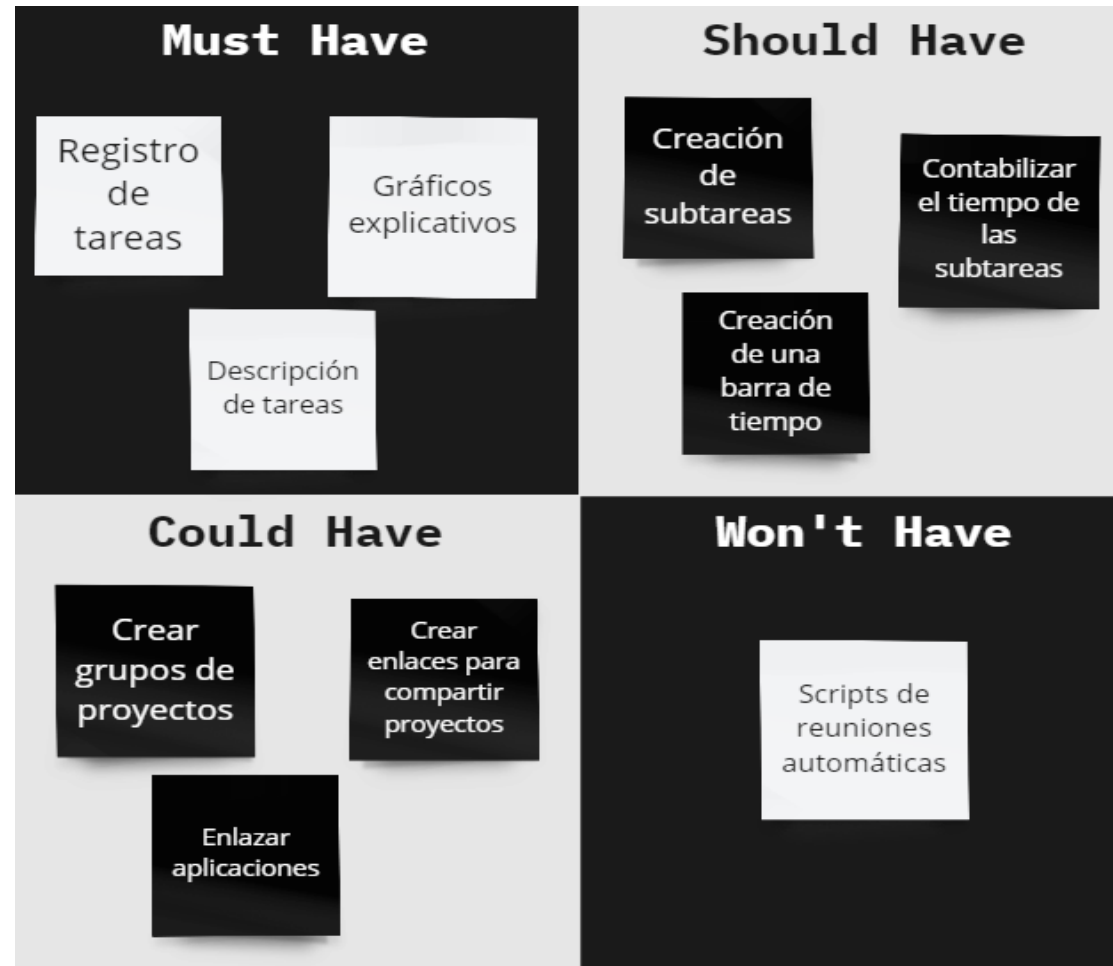 Must Have
Registro
de
tareas
Gráficos
explicativos
Descripción
de tareas
Should Have
Creación
de
subtareas
Contabilizar
el tiempo de
las
subtareas
Creación
de una
barra de
tiempo
Could Have
Crear
grupos de
proyectos
Crear
enlaces para
compartir
proyectos
Enlazar
aplicaciones
Won't Have
Scripts de
reuniones
automáticas